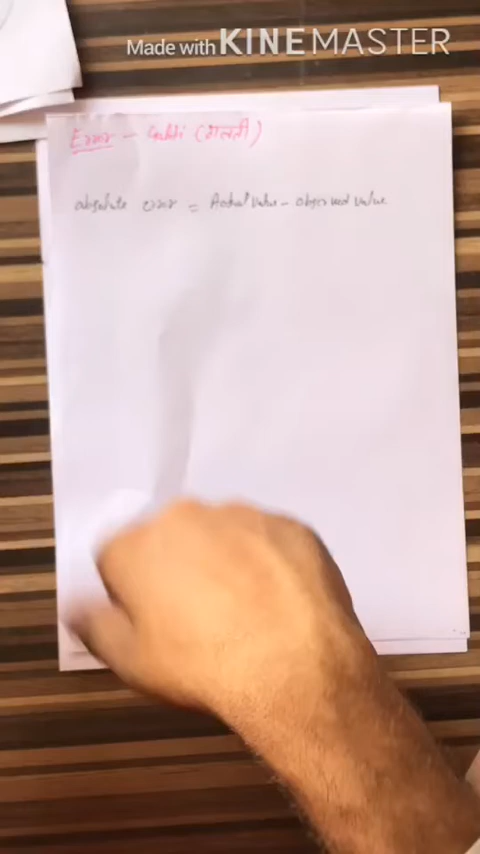 Made with KINEMASTER
Error - Galti (गलती)
absolute error = Actual value - observed value